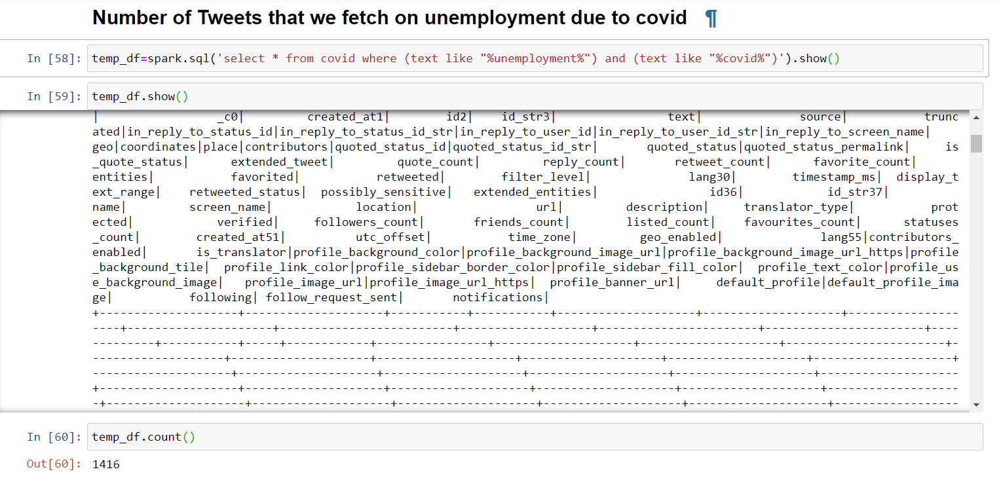 Number of Tweets that we fetch on unemployment due to covid ¶
In [58]: temp_df=spark.sql('select * from covid where (text like "%unemployment%") and (text like "%covid%")').show()
In [59]: temp_df.show()
| _c0| created_at1| id2| id_str3| text| source| trunc
ated|in_reply_to_status_id|in_reply_to_status_id_str|in_reply_to_user_id|in_reply_to_user_id_str|in_reply_to_screen_name|
geo|coordinates|place|contributors|quoted_status_id|quoted_status_id_str| quoted_status|quoted_status_permalink| is
_quote_status| extended_tweet| quote_count| reply_count| retweet_count| favorite_count|
entities| favorited| retweeted| filter_level| lang30| timestamp_ms| display_t
ext_range| retweeted_status| possibly_sensitive| extended_entities| id36| id_str37|
name| screen_name| location| url| description| translator_type| prot
ected| verified| followers_count| friends_count| listed_count| favourites_count| statuses
_count| created_at51| utc_offset| time_zone| geo_enabled| lang55|contributors_
enabled| is_translator|profile_background_color|profile_background_image_url|profile_background_image_url_https|profile
_background_tile| profile_link_color|profile_sidebar_border_color|profile_sidebar_fill_color| profile_text_color|profile_us
e_background_image| profile_image_url|profile_image_url_https| profile_banner_url| default_profile|default_profile_ima
ge| following| follow_request_sent| notifications|
+--------------------+--------------------+-----------+-----------+--------------------+--------------------+----------------
----+---------------------+------------------------+---------------------+------------------------+----
---------+-----------+-----+------------+----------------+--------------------+--------------------+------------------------+-
-------------------+--------------------+--------------------+--------------------+--------------------+--------------------+
--------------------+--------------------+--------------------+--------------------+--------------------+--------------------
+--------------------+--------------------+--------------------+--------------------+--------------------+-------------------
-+--------------------+--------------------+--------------------+--------------------+--------------------+------------------
In [60]: temp_df.count()
Out[60]: 1416